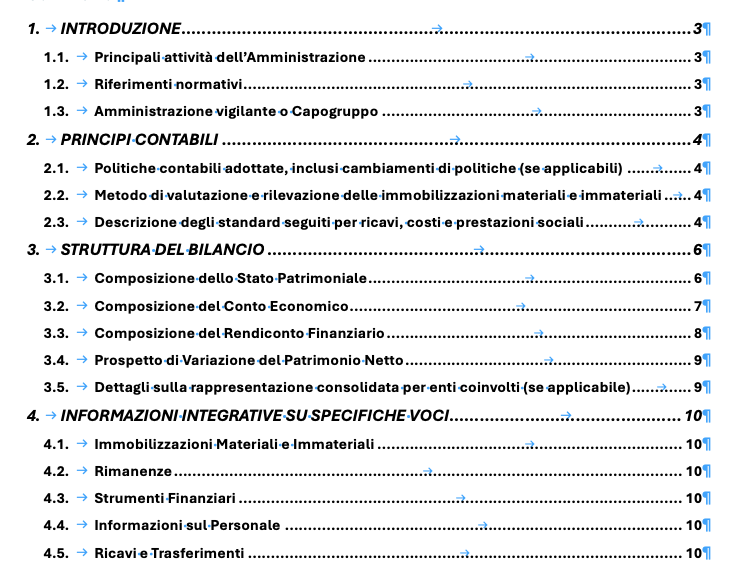 1. INTRODUZIONE 3
1.1. Principali attività dell'Amministrazione 3
1.2. Riferimenti normativi 3
1.3. Amministrazione vigilante o Capogruppo 3
2. PRINCIPI CONTABILI 4
2.1. Politiche contabili adottate, inclusi cambiamenti di politiche (se applicabili) 4
2.2. Metodo di valutazione e rilevazione delle immobilizzazioni materiali e immateriali 4
2.3. Descrizione degli standard seguiti per ricavi, costi e prestazioni sociali 4
3. STRUTTURA DEL BILANCIO 6
3.1. Composizione dello Stato Patrimoniale 6
3.2. Composizione del Conto Economico 7
3.3. Composizione del Rendiconto Finanziario 8
3.4. Prospetto di Variazione del Patrimonio Netto 9
3.5. Dettagli sulla rappresentazione consolidata per enti coinvolti (se applicabile) 9
4. INFORMAZIONI INTEGRATIVE SU SPECIFICHE VOCI 10
4.1. Immobilizzazioni Materiali e Immateriali 10
4.2. Rimanenze 10
4.3. Strumenti Finanziari 10
4.4. Informazioni sul Personale 10
4.5. Ricavi e Trasferimenti 10